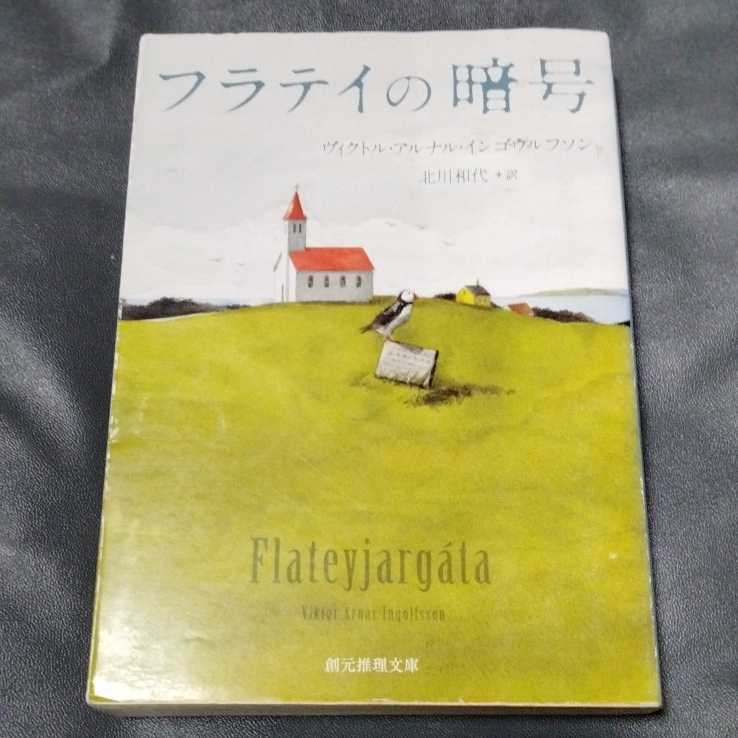 フラテイの暗号
ヴィクトル・アルナル・インゴウルフソン
北川和代＋訳
Flateyjargáta
Viktor Arnar Ingolfsson
創元推理文庫